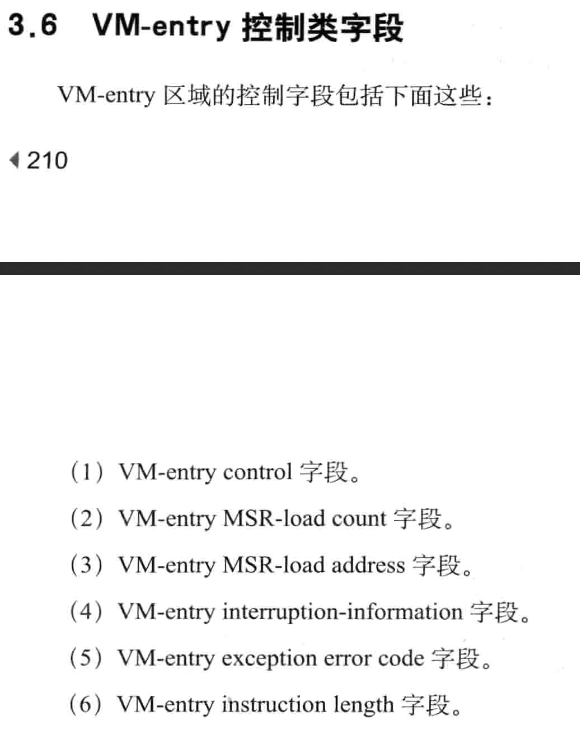 3.6 VM-entry 控制类字段
VM-entry 区域的控制字段包括下面这些：
210
（1）VM-entry control 字段。
（2）VM-entry MSR-load count 字段。
（3）VM-entry MSR-load address 字段。
（4）VM-entry interruption-information 字段。
（5）VM-entry exception error code 字段。
（6）VM-entry instruction length 字段。